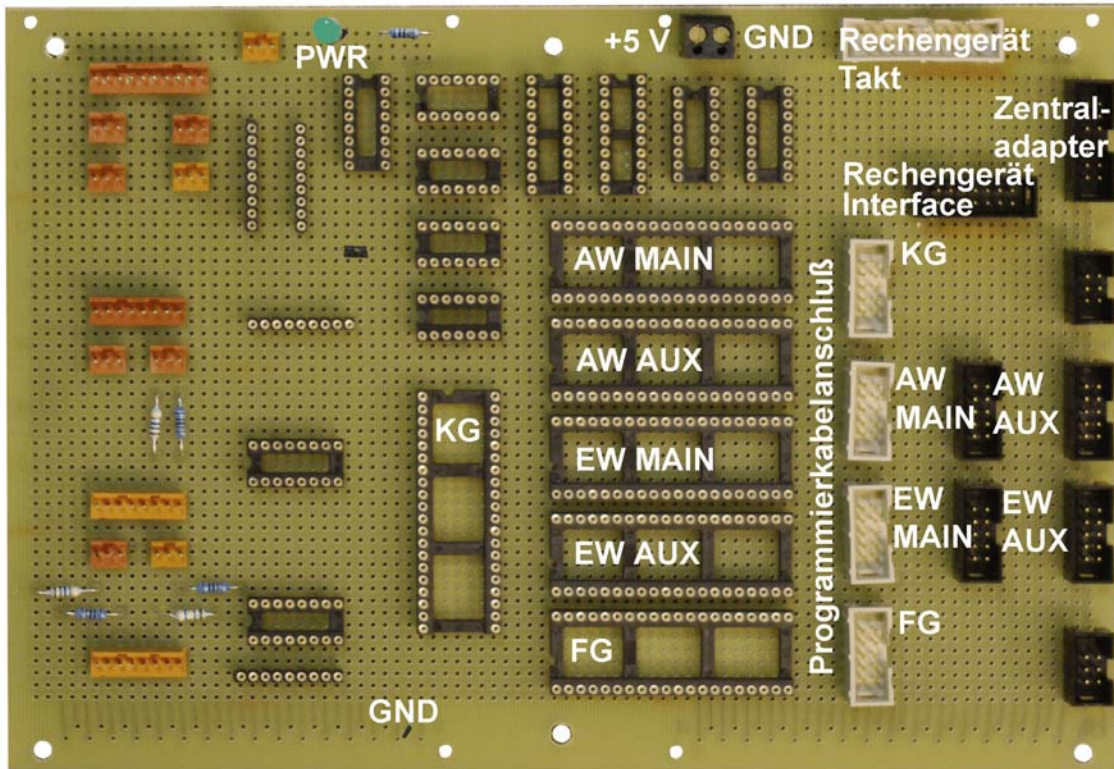 PWR
+5 V
GND
Rechengerät
Takt
Zentral-
adapter
Rechengerät
Interface
KG
AW MAIN
AW AUX
KG
EW MAIN
EW AUX
FG
Programmierkabelanschluß
AW
MAIN
AW
AUX
EW
MAIN
EW
AUX
FG
GND